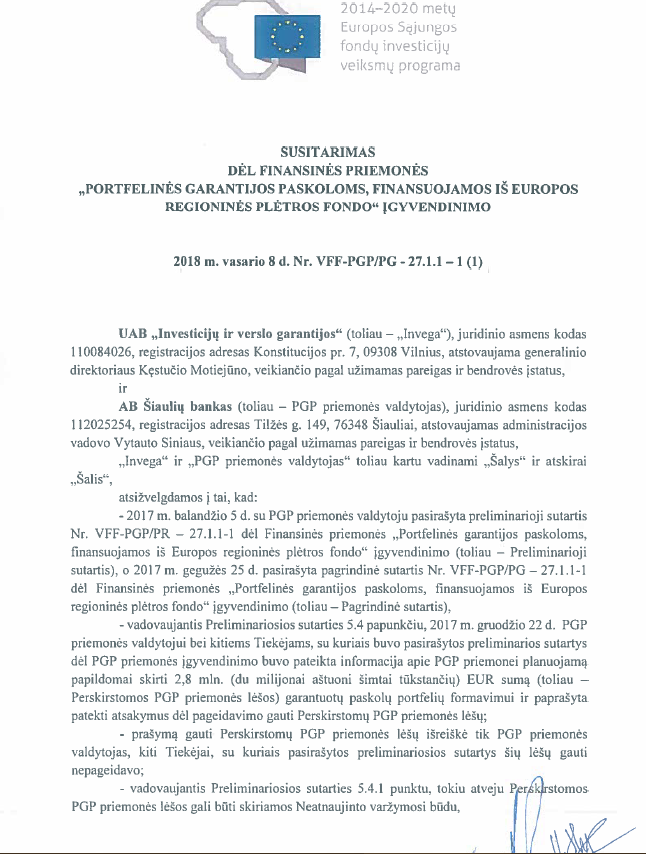 2014–2020 metų
Europos Sąjungos
fondų investicijų
veiksmų programa
SUSITARIMAS
DĖL FINANSINĖS PRIEMONĖS
„PORTFELINĖS GARANTIJOS PASKOLOMS, FINANSUOJAMOS IŠ EUROPOS
REGIONINĖS PLĖTROS FONDO“ ĮGYVENDINIMO
2018 m. vasario 8 d. Nr. VFF-PGP/PG - 27.1.1 – 1 (1)
UAB „Investicijų ir verslo garantijos“ (toliau – „Invega“), juridinio asmens kodas
110084026, registracijos adresas Konstitucijos pr. 7, 09308 Vilnius, atstovaujama generalinio
direktoriaus Kęstučio Motiejūno, veikiančio pagal užimamas pareigas ir bendrovės įstatus,
ir
AB Šiaulių bankas (toliau – PGP priemonės valdytojas), juridinio asmens kodas
112025254, registracijos adresas Tilžės g. 149, 76348 Šiauliai, atstovaujamas administracijos
vadovo Vytauto Siniaus, veikiančio pagal užimamas pareigas ir bendrovės įstatus,
„Invega“ ir „PGP priemonės valdytojas“ toliau kartu vadinami „Šalys“ ir atskirai
„Šalis“,
atsižvelgdamos į tai, kad:
- 2017 m. balandžio 5 d. su PGP priemonės valdytoju pasirašyta preliminarioji sutartis
Nr. VFF-PGP/PR – 27.1.1-1 dėl Finansinės priemonės „Portfelinės garantijos paskoloms,
finansuojamos iš Europos regioninės plėtros fondo“ įgyvendinimo (toliau – Preliminarioji
sutartis), o 2017 m. gegužės 25 d. pasirašyta pagrindinė sutartis Nr. VFF-PGP/PG – 27.1.1-1
dėl Finansinės priemonės „Portfelinės garantijos paskoloms, finansuojamos iš Europos
regioninės plėtros fondo“ įgyvendinimo (toliau – Pagrindinė sutartis),
- vadovaujantis Preliminariosios sutarties 5.4 papunkčiu, 2017 m. gruodžio 22 d. PGP
priemonės valdytojui bei kitiems Tiekėjams, su kuriais buvo pasirašytos preliminarios sutartys
dėl PGP priemonės įgyvendinimo buvo pateikta informacija apie PGP priemonei planuojamą
papildomai skirti 2,8 mln. (du milijonai aštuoni šimtai tūkstančių) EUR sumą (toliau –
Perskirstomos PGP priemonės lėšos) garantuotų paskolų portfelių formavimui ir paprašyta
patekti atsakymus dėl pageidavimo gauti Perskirstomų PGP priemonės lėšų;
- prašymą gauti Perskirstomų PGP priemonės lėšų išreiškė tik PGP priemonės
valdytojas, kiti Tiekėjai, su kuriais pasirašytos preliminariosios sutartys šių lėšų gauti
nepageidavo;
- vadovaujantis Preliminariosios sutarties 5.4.1 punktu, tokiu atveju Perskirstomos
PGP priemonės lėšos gali būti skiriamos Neatnaujinto varžymosi būdu,